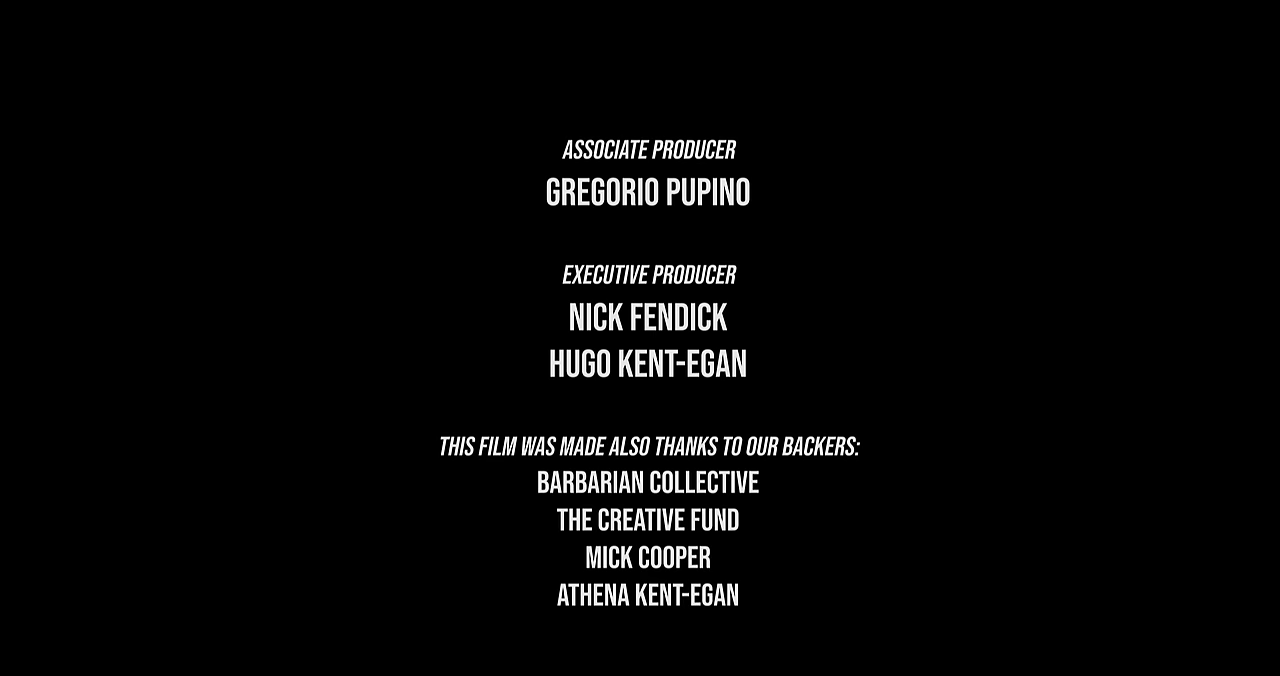 ASSOCIATE PRODUCER
GREGORIO PUPINO
EXECUTIVE PRODUCER
NICK FENDICK
HUGO KENT-EGAN
THIS FILM WAS MADE ALSO THANKS TO OUR BACKERS:
BARBARIAN COLLECTIVE
THE CREATIVE FUND
MICK COOPER
ATHENA KENT-EGAN